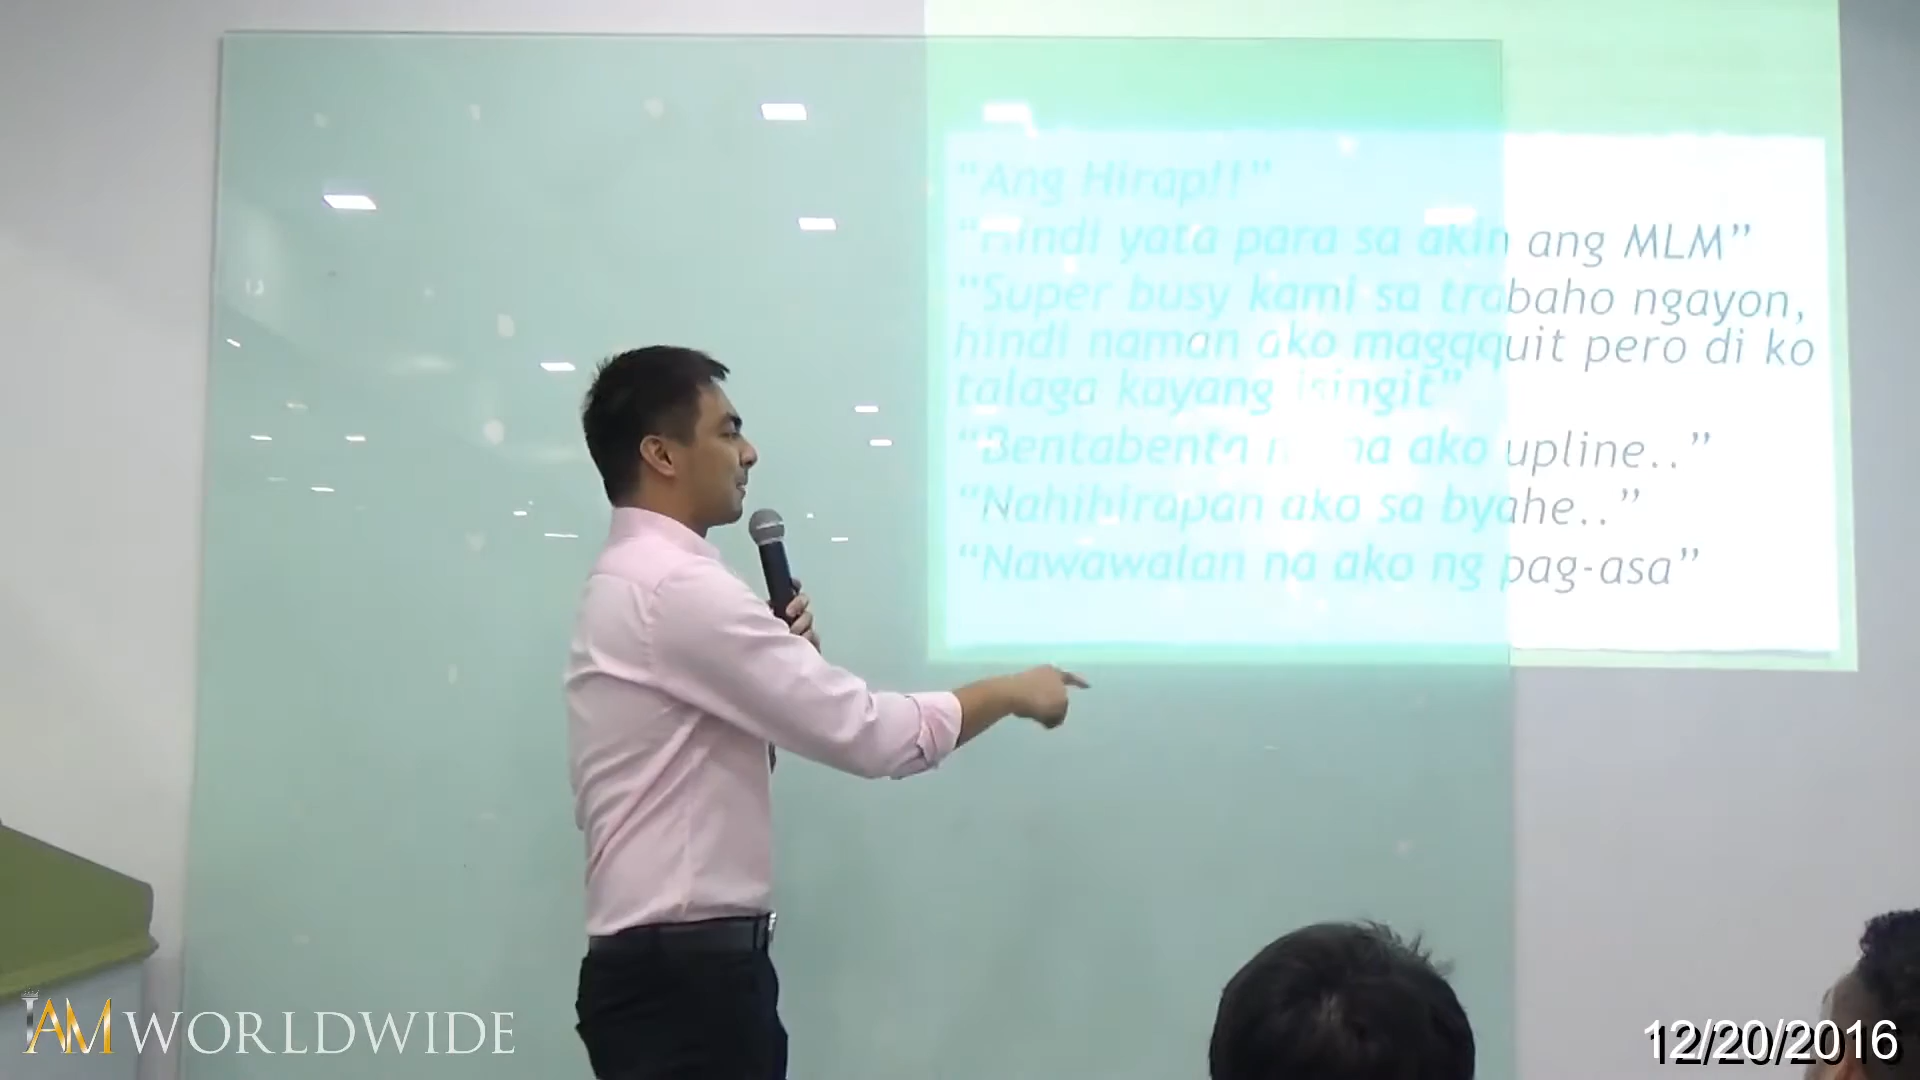 “Ang Hirap!!”
“Hindi yata para sa akin ang MLM”
“Super busy kami sa trabaho ngayon,
hindi naman ako magqquit pero di ko
talaga kayang isingit”
“Bentabenta ako upline..”
“Nahihirapan ako sa byahe..”
“Nawawalan na ako ng pag-asa”
IAM WORLDWIDE
12/20/2016